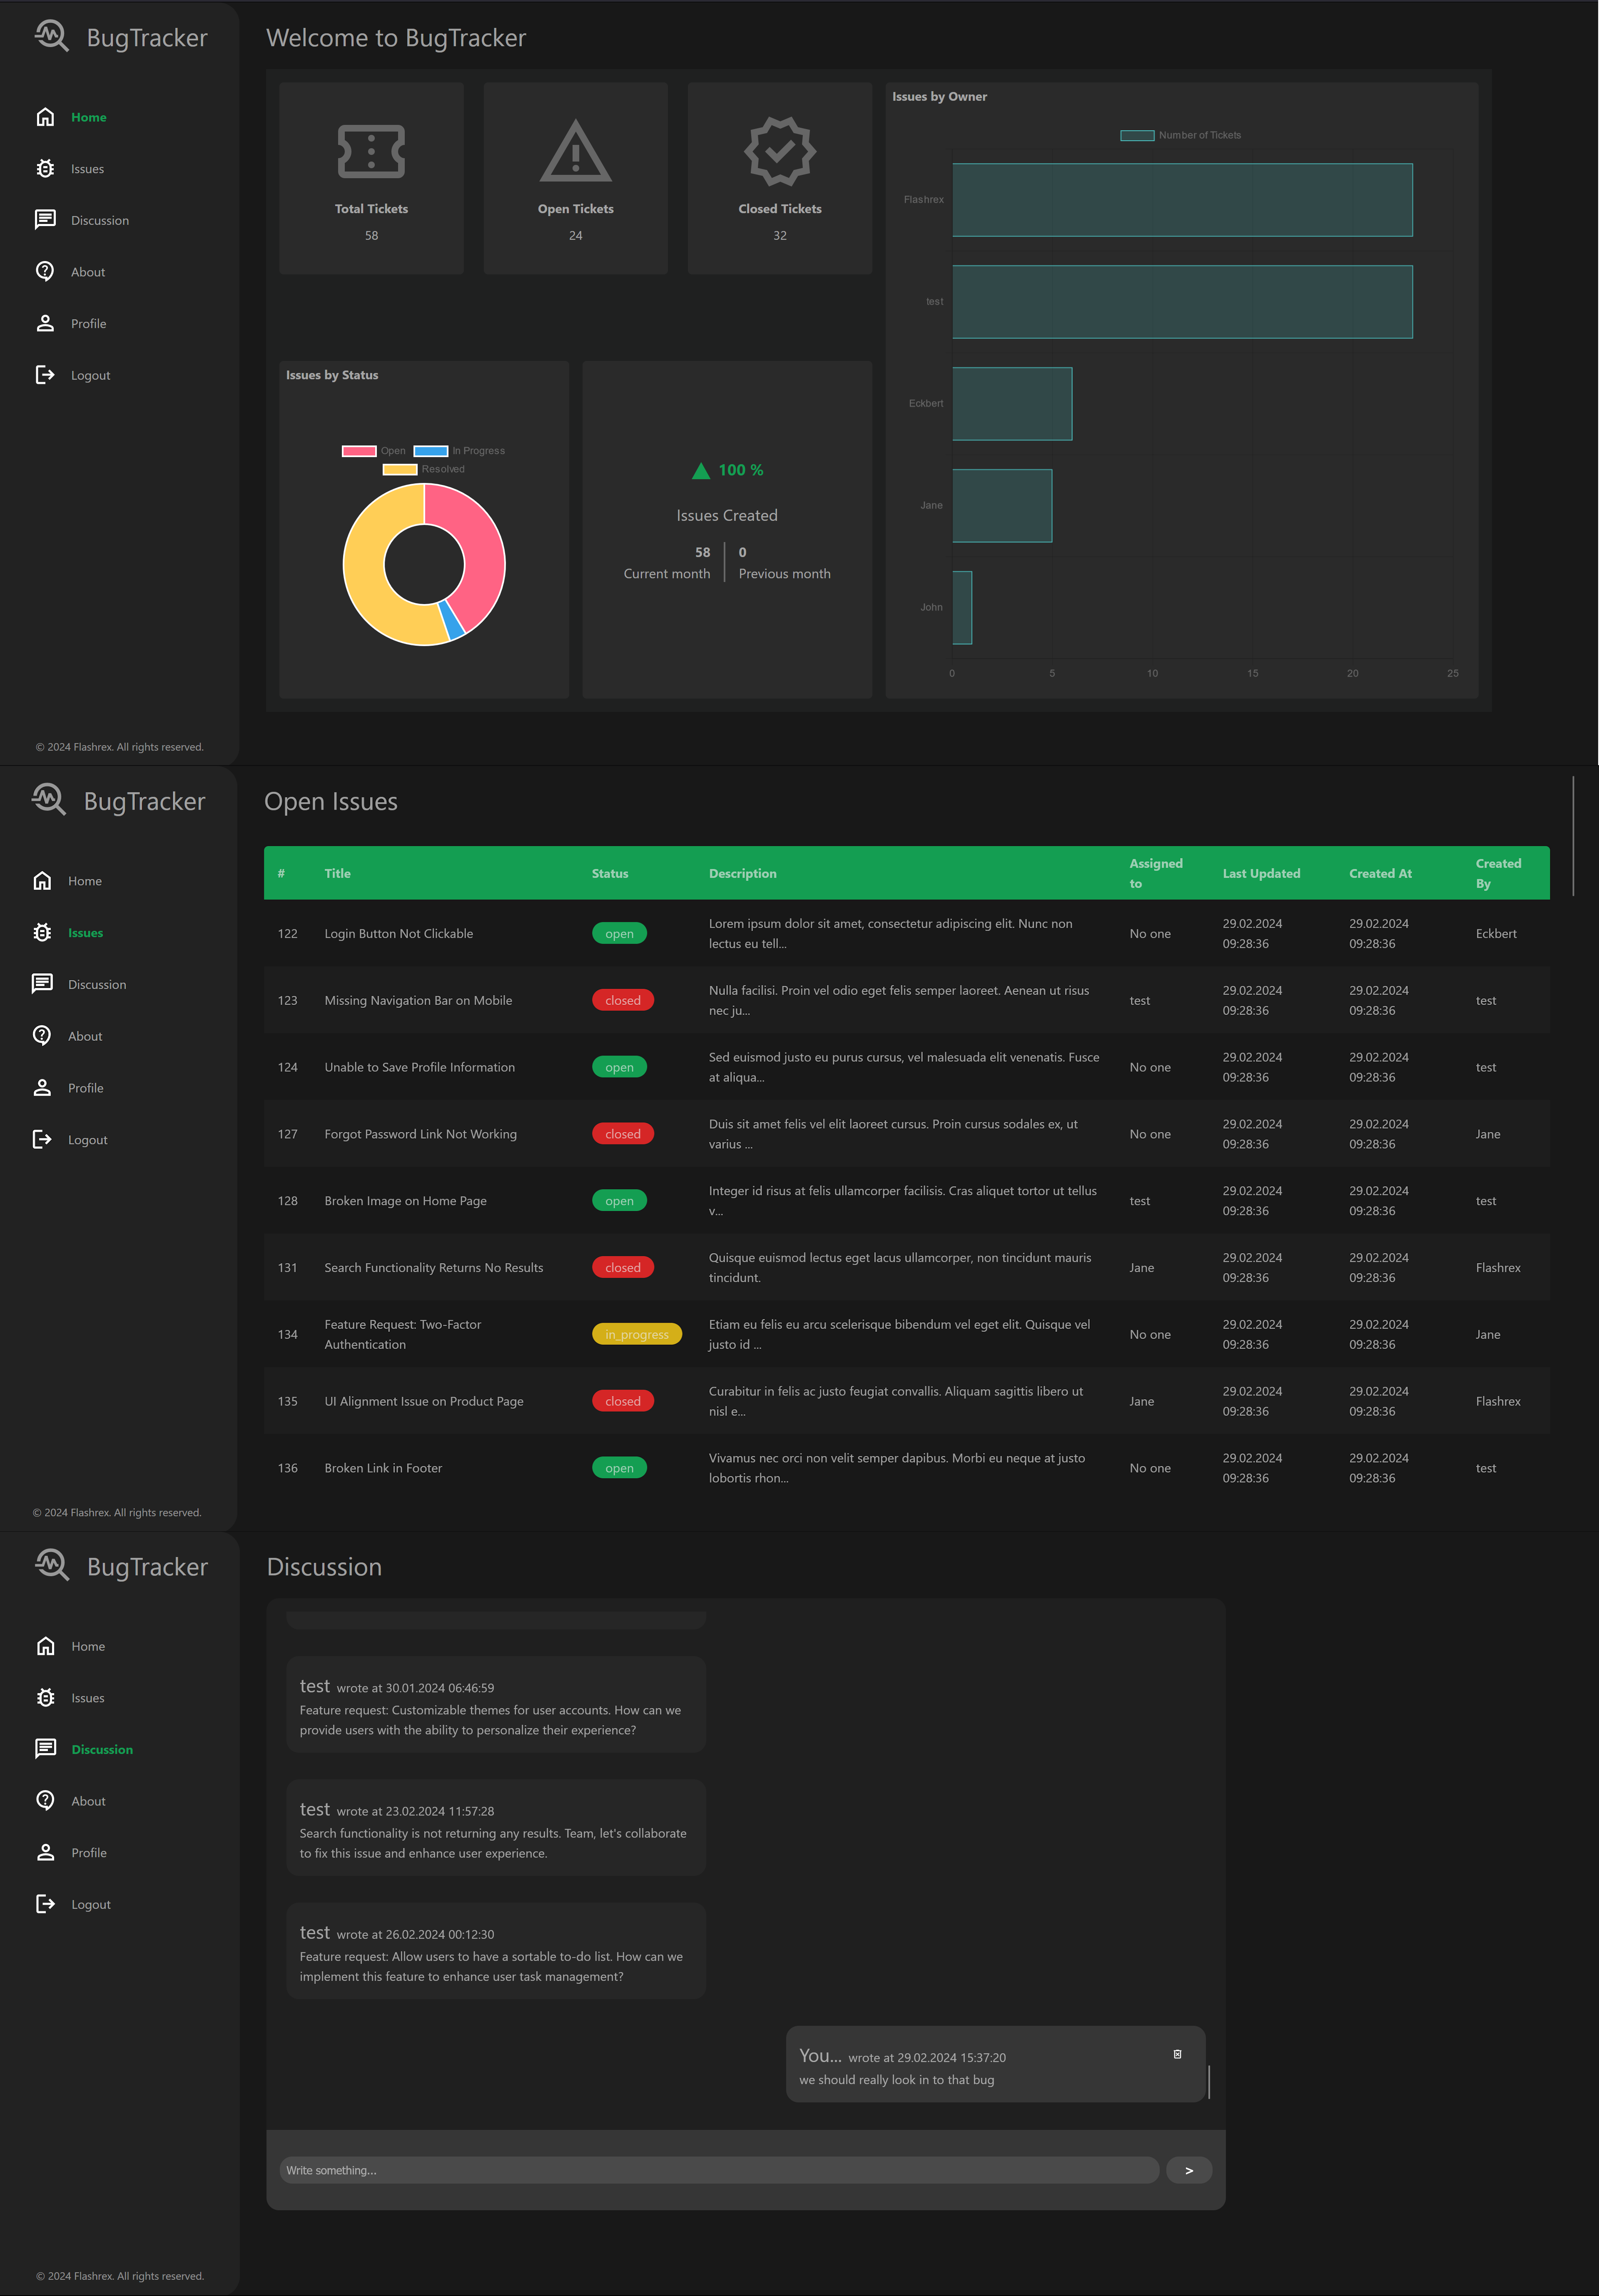 BugTracker
Home
Issues
Discussion
About
Profile
Logout
© 2024 Flashrex. All rights reserved.
Welcome to BugTracker
Total Tickets
58
Open Tickets
24
Closed Tickets
32
Issues by Status
Open In Progress
Resolved
100 %
Issues Created
58 0
Current month Previous month
Issues by Owner
Number of Tickets
Flashrex
test
Eckbert
Jane
John
0 5 10 15 20 25
BugTracker
Home
Issues
Discussion
About
Profile
Logout
© 2024 Flashrex. All rights reserved.
Open Issues
# Title Status Description Assigned to Last Updated Created At Created By
122 Login Button Not Clickable open Lorem ipsum dolor sit amet, consectetur adipiscing elit. Nunc non lectus eu tell... No one 29.02.2024 09:28:36 29.02.2024 09:28:36 Eckbert
123 Missing Navigation Bar on Mobile closed Nulla facilisi. Proin vel odio eget felis semper laoreet. Aenean ut risus nec ju... test 29.02.2024 09:28:36 29.02.2024 09:28:36 test
124 Unable to Save Profile Information open Sed euismod justo eu purus cursus, vel malesuada elit venenatis. Fusce at aliqua... No one 29.02.2024 09:28:36 29.02.2024 09:28:36 test
127 Forgot Password Link Not Working closed Duis sit amet felis vel elit laoreet cursus. Proin cursus sodales ex, ut varius ... No one 29.02.2024 09:28:36 29.02.2024 09:28:36 Jane
128 Broken Image on Home Page open Integer id risus at felis ullamcorper facilisis. Cras aliquet tortor ut tellus v... test 29.02.2024 09:28:36 29.02.2024 09:28:36 test
131 Search Functionality Returns No Results closed Quisque euismod lectus eget lacus ullamcorper, non tincidunt mauris tincidunt. Jane 29.02.2024 09:28:36 29.02.2024 09:28:36 Flashrex
134 Feature Request: Two-Factor Authentication in_progress Etiam eu felis eu arcu scelerisque bibendum vel eget elit. Quisque vel justo id ... No one 29.02.2024 09:28:36 29.02.2024 09:28:36 Jane
135 UI Alignment Issue on Product Page closed Curabitur in felis ac justo feugiat convallis. Aliquam sagittis libero ut nisl e... Jane 29.02.2024 09:28:36 29.02.2024 09:28:36 Flashrex
136 Broken Link in Footer open Vivamus nec orci non velit semper dapibus. Morbi eu neque at justo lobortis rhon... No one 29.02.2024 09:28:36 29.02.2024 09:28:36 test
BugTracker
Home
Issues
Discussion
About
Profile
Logout
© 2024 Flashrex. All rights reserved.
Discussion
test wrote at 30.01.2024 06:46:59
Feature request: Customizable themes for user accounts. How can we
provide users with the ability to personalize their experience?
test wrote at 23.02.2024 11:57:28
Search functionality is not returning any results. Team, let's collaborate
to fix this issue and enhance user experience.
test wrote at 26.02.2024 00:12:30
Feature request: Allow users to have a sortable to-do list. How can we
implement this feature to enhance user task management?
You... wrote at 29.02.2024 15:37:20
we should really look in to that bug
Write something...
>